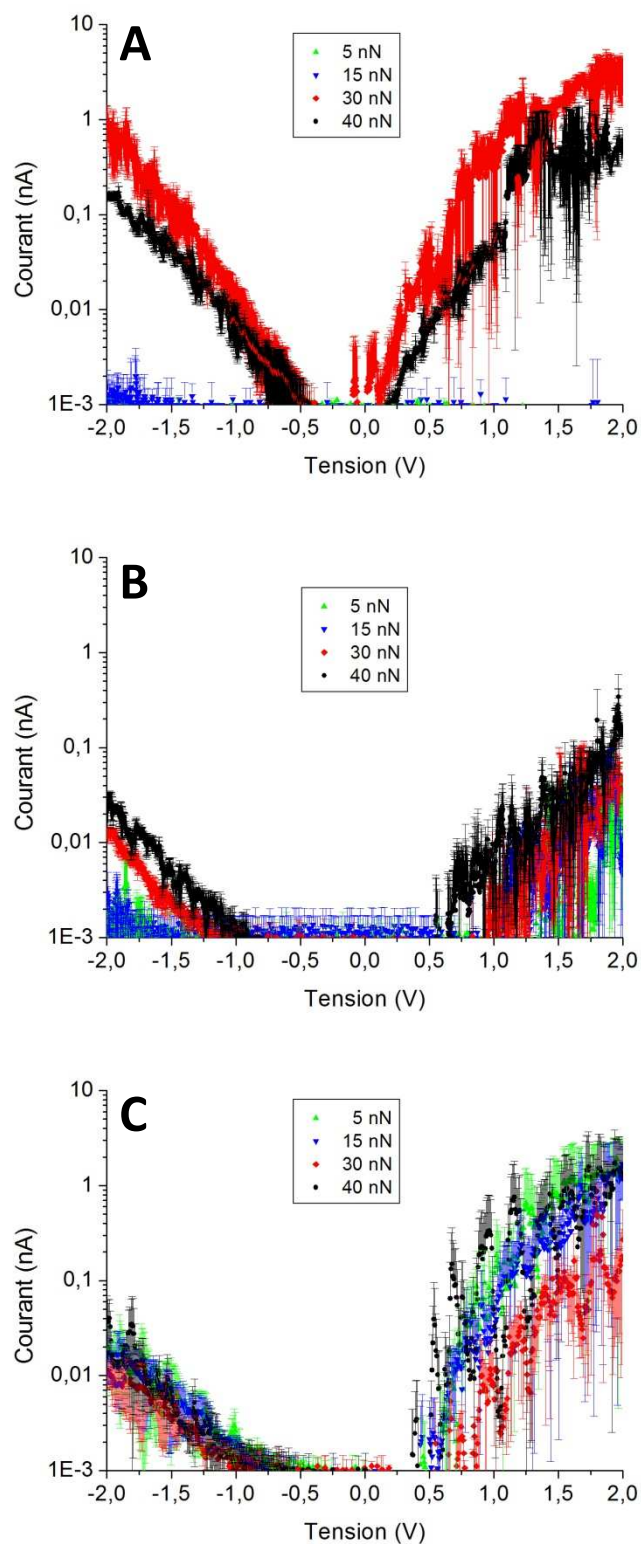 A
5 nN
15 nN
30 nN
40 nN
10
1
0,1
0,01
1E-3
Courant (nA)
-2,0 -1,5 -1,0 -0,5 0,0 0,5 1,0 1,5 2,0
Tension (V)
B
5 nN
15 nN
30 nN
40 nN
10
1
0,1
0,01
1E-3
Courant (nA)
-2,0 -1,5 -1,0 -0,5 0,0 0,5 1,0 1,5 2,0
Tension (V)
C
5 nN
15 nN
30 nN
40 nN
10
1
0,1
0,01
1E-3
Courant (nA)
-2,0 -1,5 -1,0 -0,5 0,0 0,5 1,0 1,5 2,0
Tension (V)